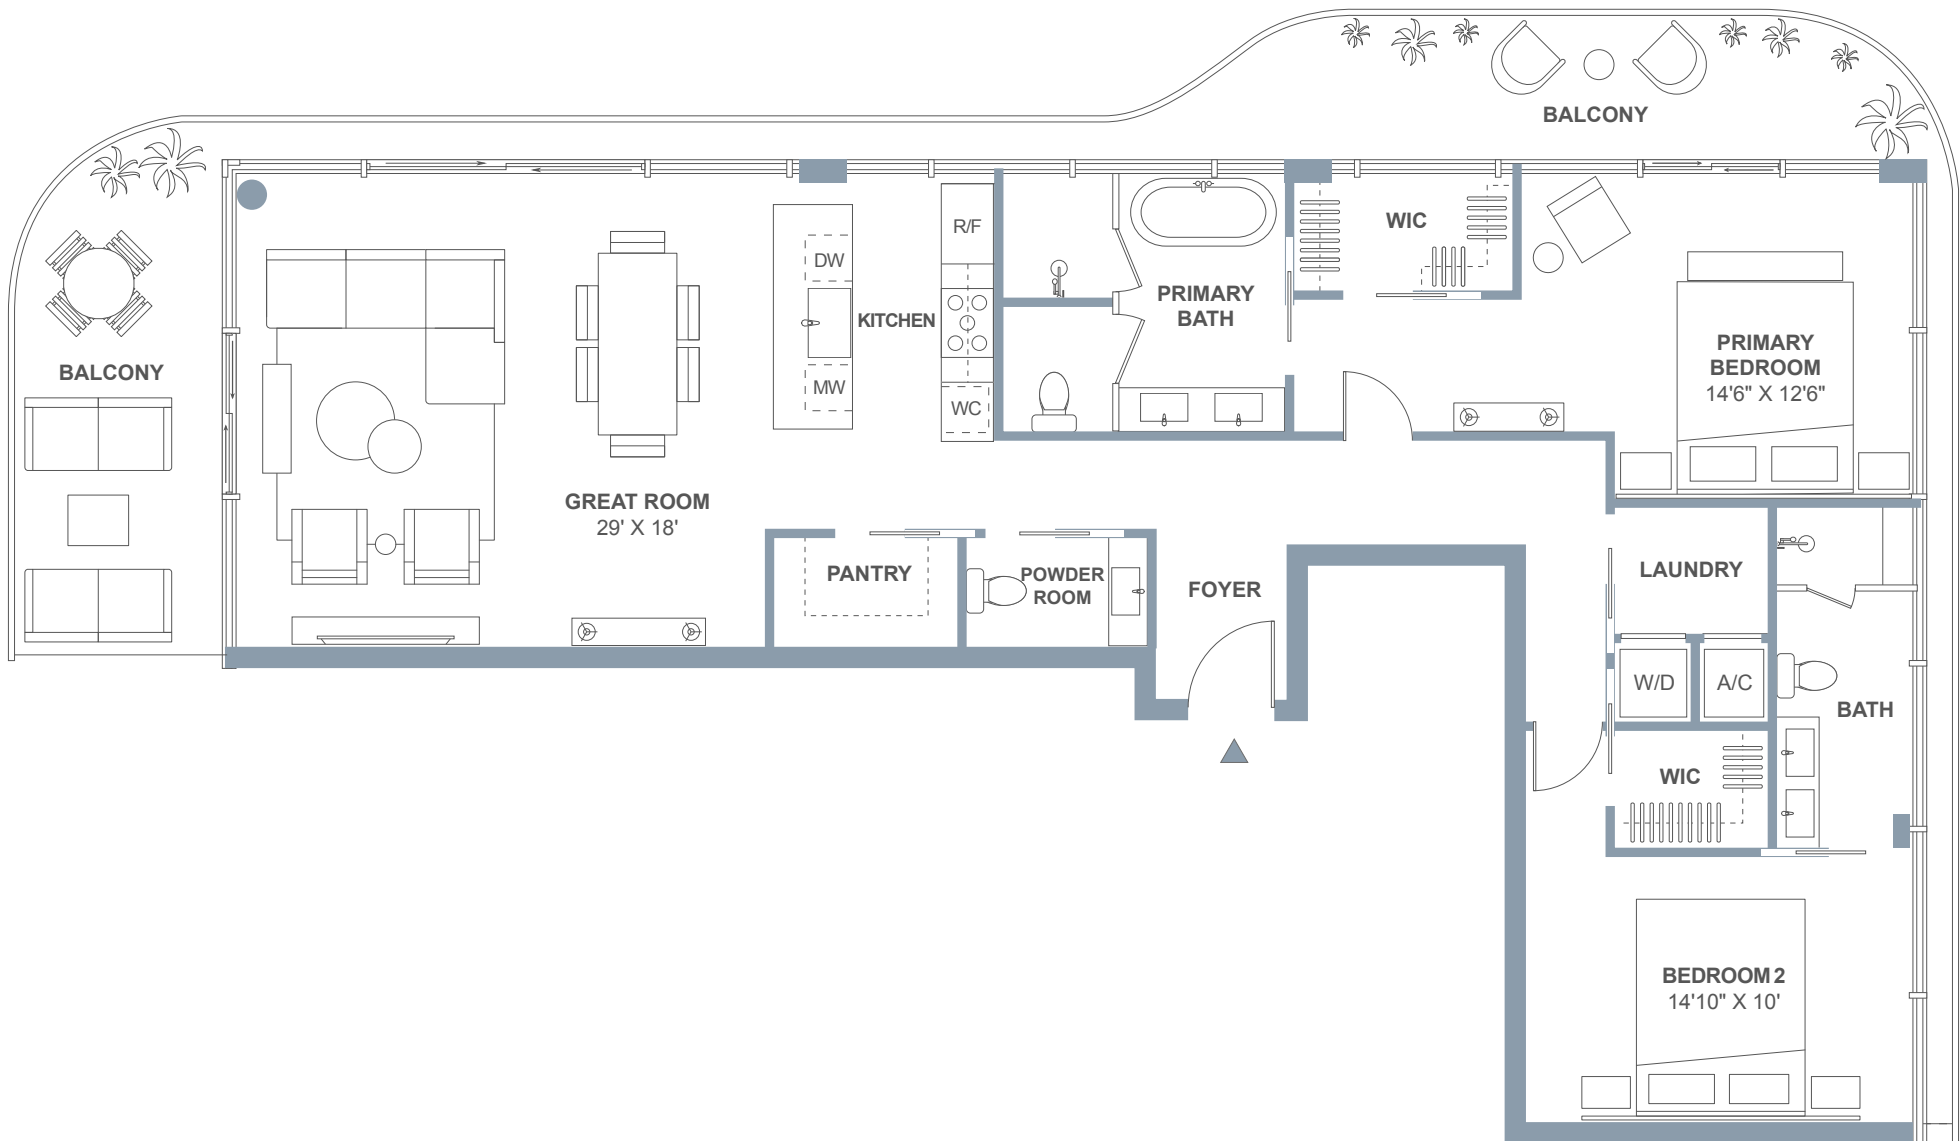 BALCONY
R/F
WIC
DW
PRIMARY
BATH
KITCHEN
PRIMARY
BEDROOM
14'6" X 12'6"
BALCONY
MW
WC
GREAT ROOM
29' X 18'
PANTRY
POWDER
ROOM
FOYER
LAUNDRY
W/D
A/C
BATH
WIC
BEDROOM 2
14'10" X 10'